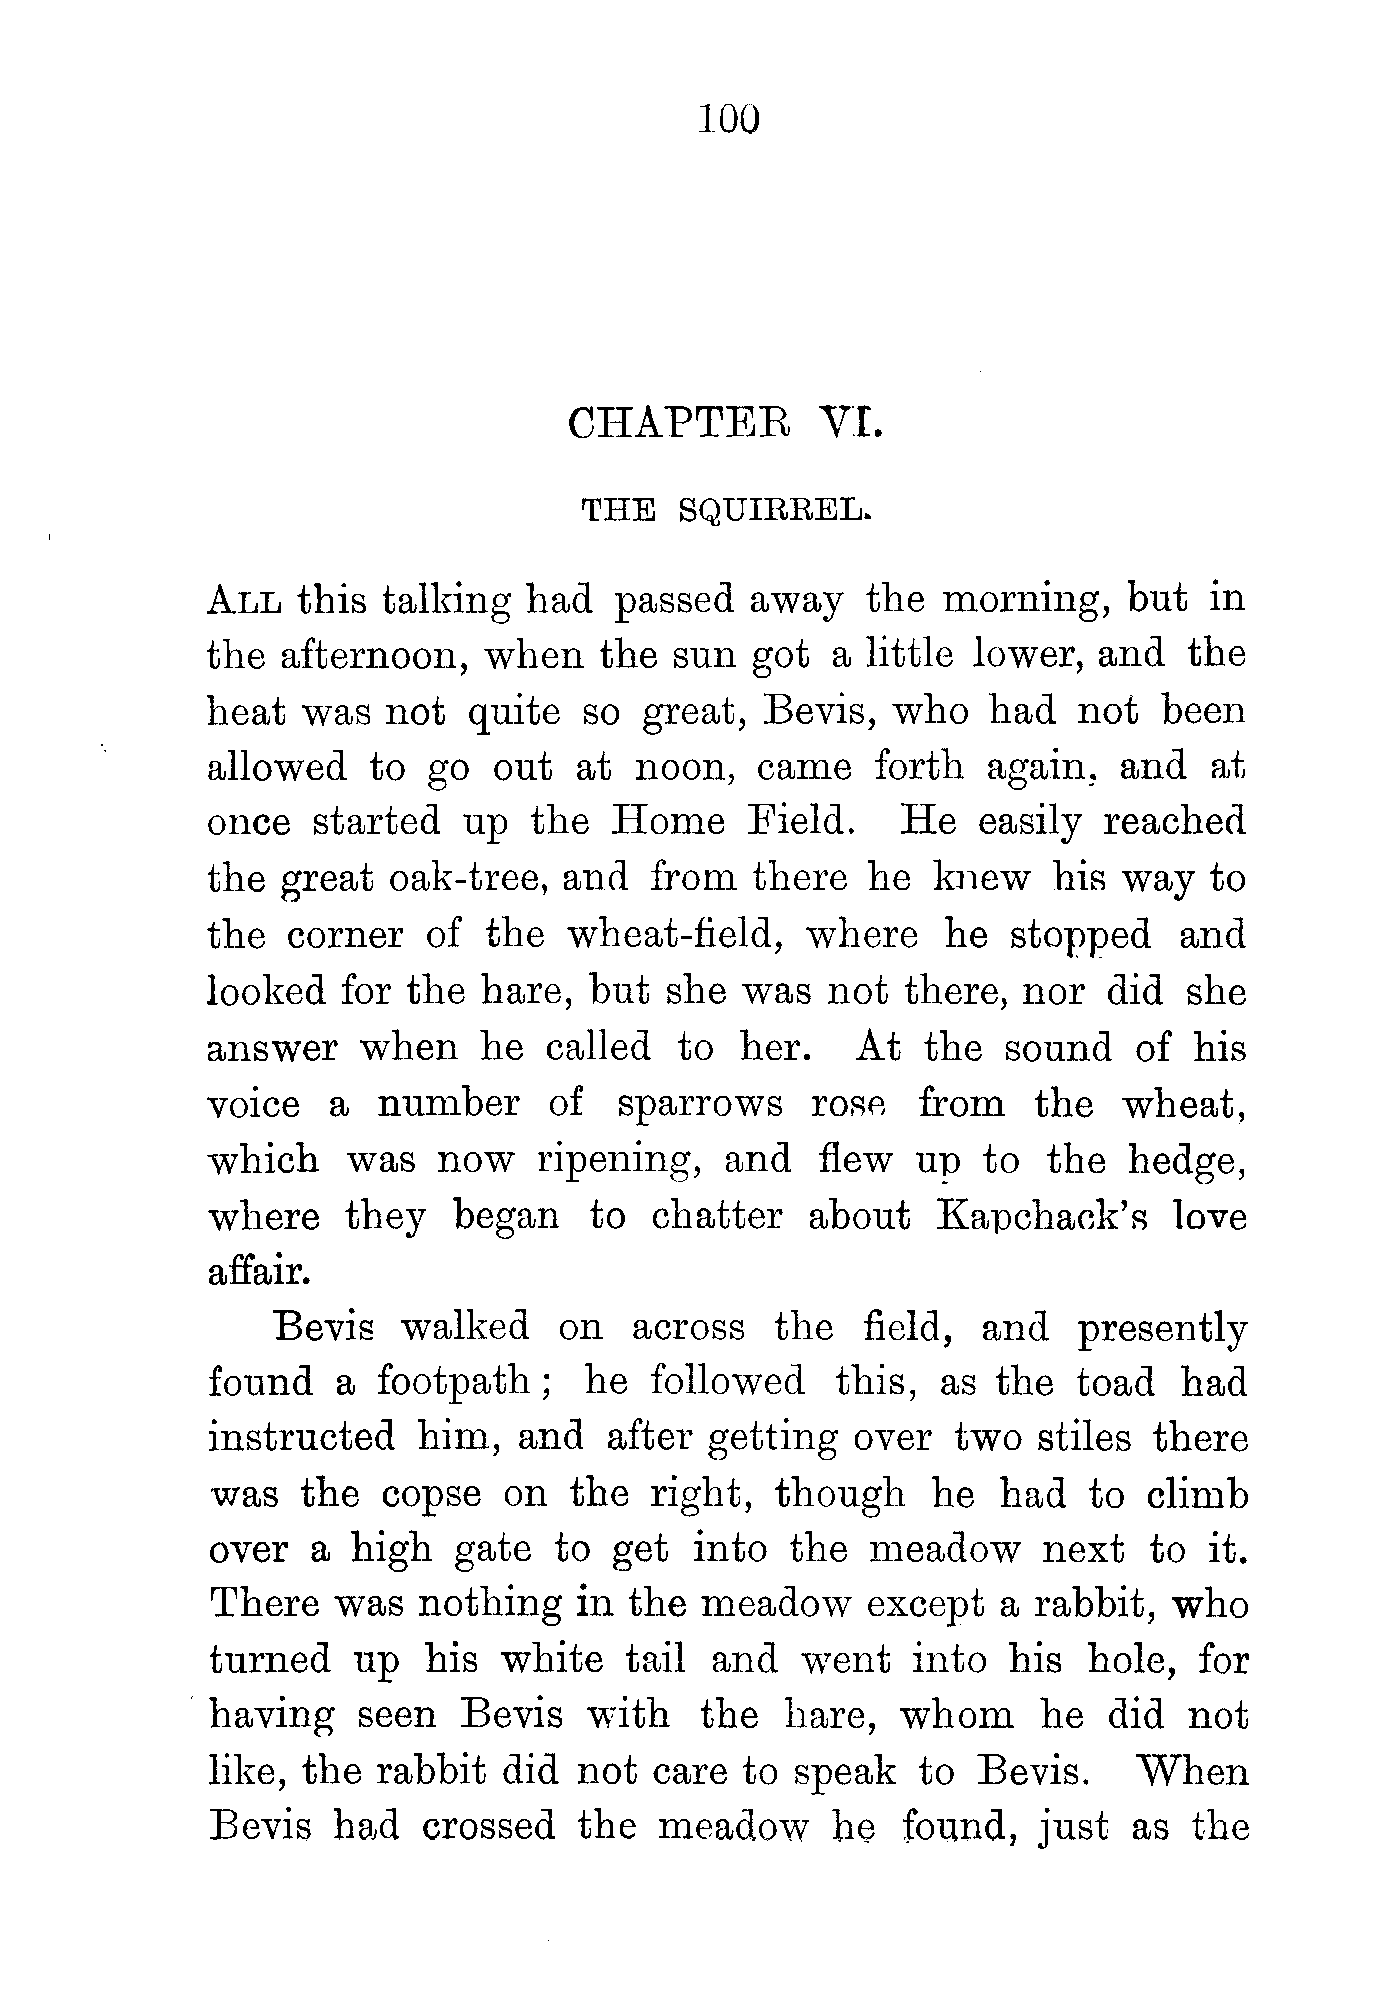 100
CHAPTER VI.
THE SQUIRREL.
ALL this talking had passed away the morning, but in
the afternoon, when the sun got a little lower, and the
heat was not quite so great, Bevis, who had not been
allowed to go out at noon, came forth again, and at
once started up the Home Field. He easily reached
the great oak-tree, and from there he knew his way to
the corner of the wheat-field, where he stopped and
looked for the hare, but she was not there, nor did she
answer when he called to her. At the sound of his
voice a number of sparrows rose from the wheat,
which was now ripening, and flew up to the hedge,
where they began to chatter about Kapchack's love
affair.
Bevis walked on across the field, and presently
found a footpath; he followed this, as the toad had
instructed him, and after getting over two stiles there
was the copse on the right, though he had to climb
over a high gate to get into the meadow next to it.
There was nothing in the meadow except a rabbit, who
turned up his white tail and went into his hole, for
having seen Bevis with the hare, whom he did not
like, the rabbit did not care to speak to Bevis. When
Bevis had crossed the meadow he found, just as the